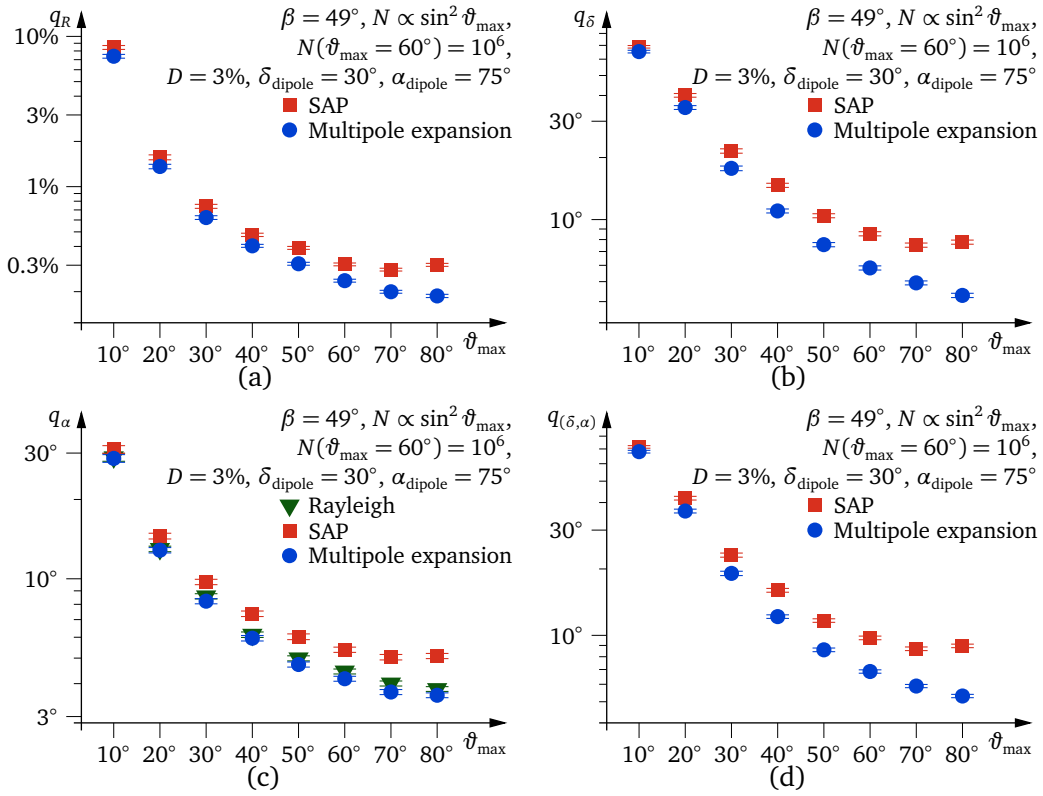 q_R
β = 49°, N ∝ sin² ϑ_max,
N(ϑ_max = 60°) = 10⁶,
D = 3%, δ_dipole = 30°, α_dipole = 75°
SAP
Multipole expansion
10%
3%
1%
0.3%
10° 20° 30° 40° 50° 60° 70° 80° ϑ_max
(a)
q_δ
β = 49°, N ∝ sin² ϑ_max,
N(ϑ_max = 60°) = 10⁶,
D = 3%, δ_dipole = 30°, α_dipole = 75°
SAP
Multipole expansion
30°
10°
10° 20° 30° 40° 50° 60° 70° 80° ϑ_max
(b)
q_α
β = 49°, N ∝ sin² ϑ_max,
N(ϑ_max = 60°) = 10⁶,
D = 3%, δ_dipole = 30°, α_dipole = 75°
Rayleigh
SAP
Multipole expansion
30°
10°
3°
10° 20° 30° 40° 50° 60° 70° 80° ϑ_max
(c)
q_(δ,α)
β = 49°, N ∝ sin² ϑ_max,
N(ϑ_max = 60°) = 10⁶,
D = 3%, δ_dipole = 30°, α_dipole = 75°
SAP
Multipole expansion
30°
10°
10° 20° 30° 40° 50° 60° 70° 80° ϑ_max
(d)